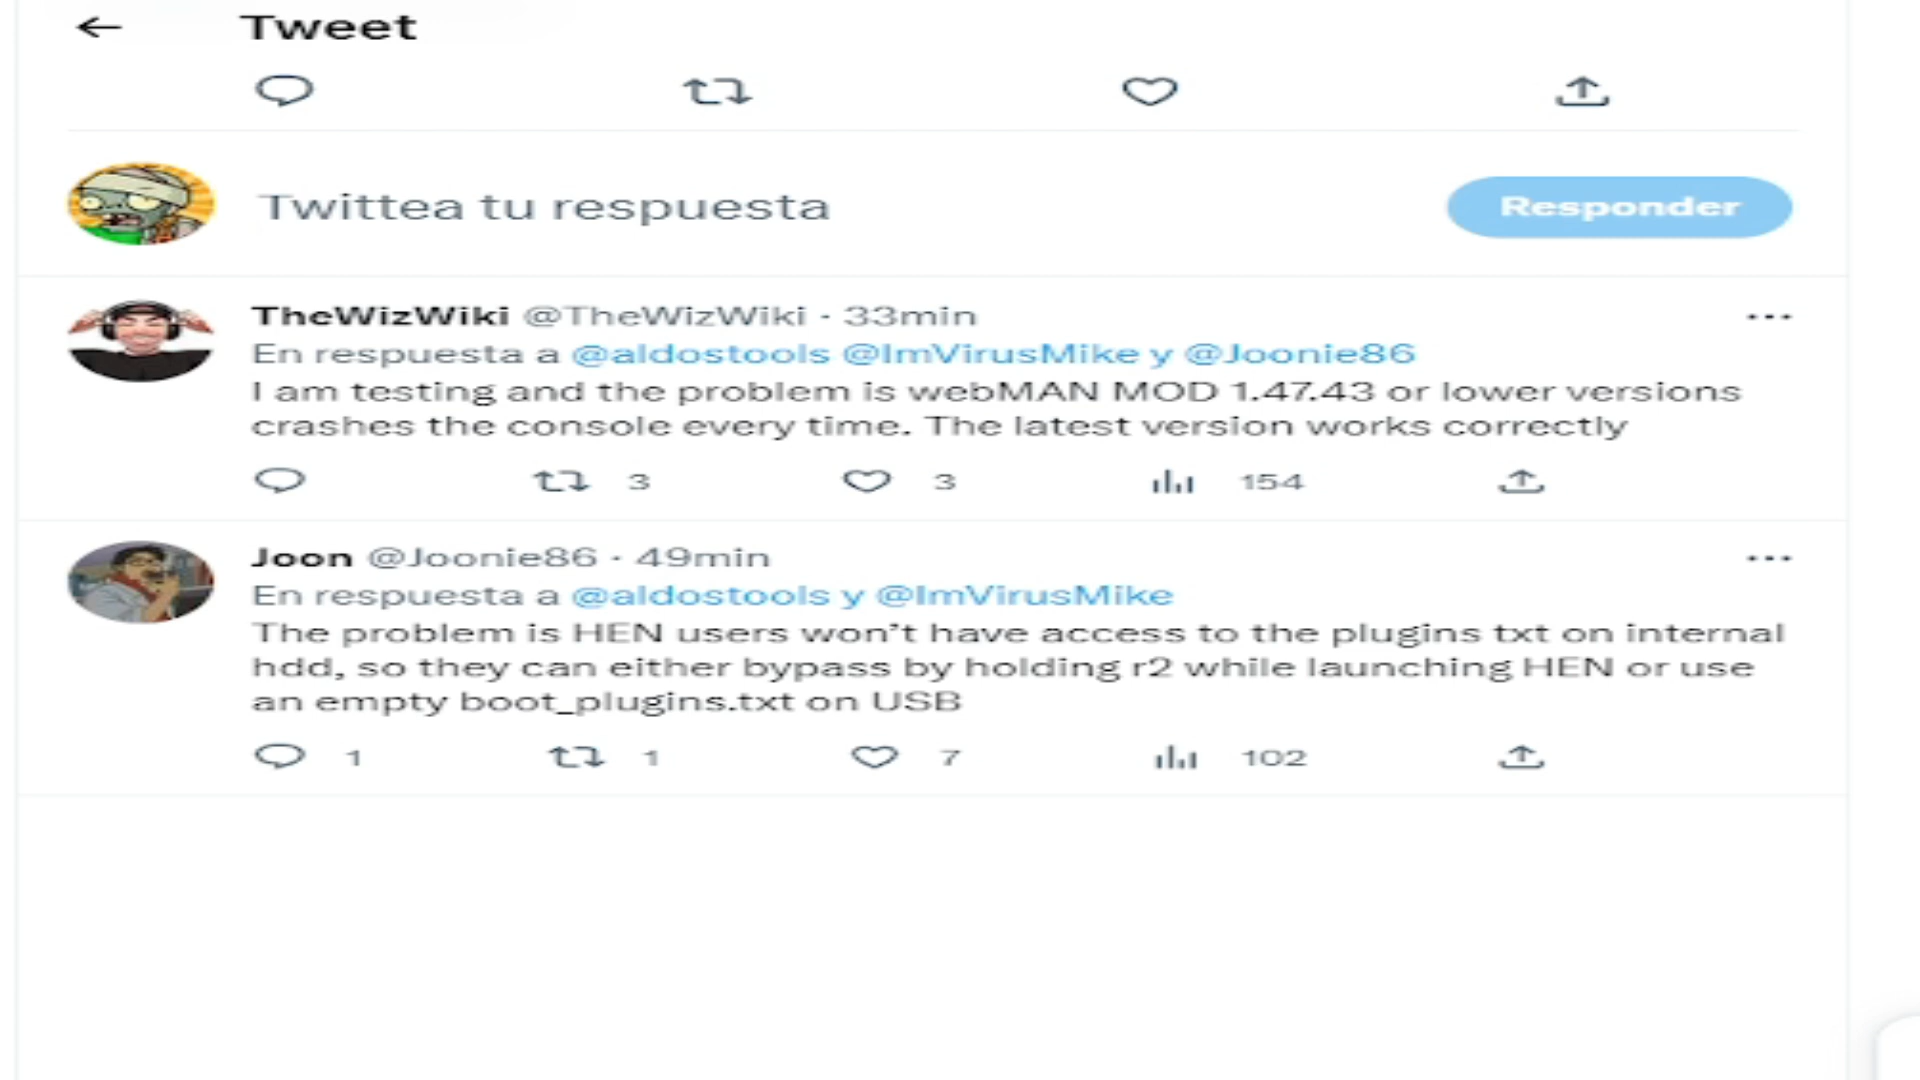 Tweet
Twittea tu respuesta
Responder
TheWizWiki @TheWizWiki · 33min
En respuesta a @aldostools @ImVirusMike y @Joonie86
I am testing and the problem is webMAN MOD 1.47.43 or lower versions
crashes the console every time. The latest version works correctly
3 3 154
Joon @Joonie86 · 49min
En respuesta a @aldostools y @ImVirusMike
The problem is HEN users won't have access to the plugins txt on internal
hdd, so they can either bypass by holding r2 while launching HEN or use
an empty boot_plugins.txt on USB
1 1 7 102